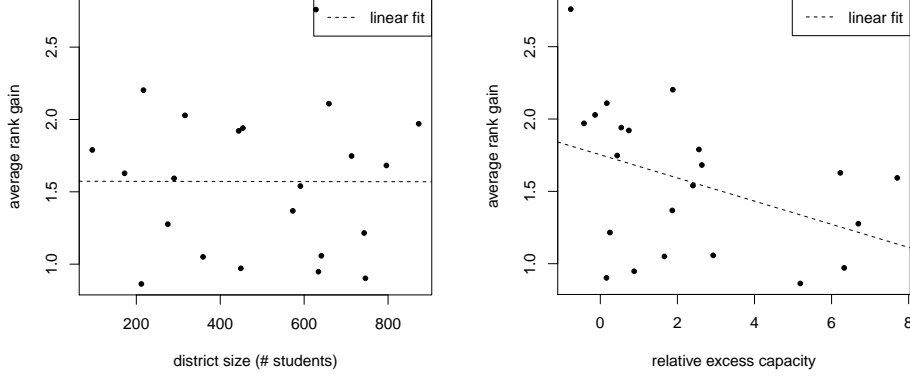 linear fit
2.5
2.0
1.5
1.0
average rank gain
200
400
600
800
district size (# students)
linear fit
2.5
2.0
1.5
1.0
average rank gain
0
2
4
6
8
relative excess capacity